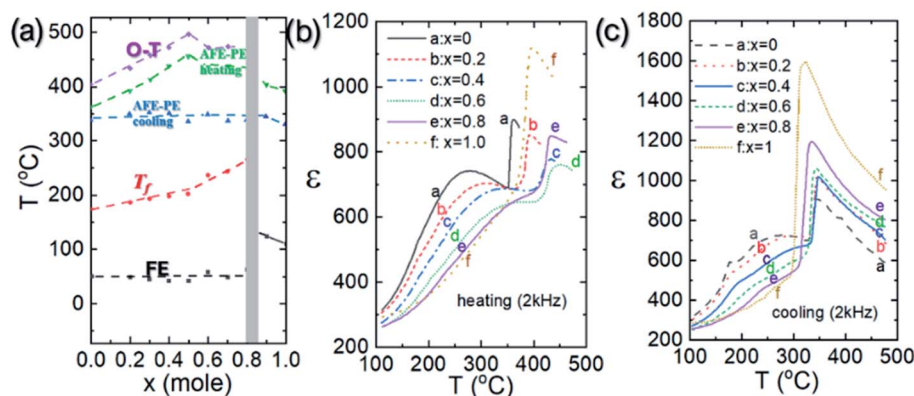 (a)
T (°C)
500
400
300
200
100
0
O-T
AFE-PE
heating
AFE-PE
cooling
T_f
FE
0.0 0.2 0.4 0.6 0.8 1.0
x (mole)
(b)
ε
1200
1000
800
600
400
200
a:x=0
b:x=0.2
c:x=0.4
d:x=0.6
e:x=0.8
f: x=1.0
f
a
b
e
c
d
a
b
c
d
e
f
heating (2kHz)
100 200 300 400 500
T (°C)
(c)
ε
1800
1600
1400
1200
1000
800
600
400
200
a:x=0
b:x=0.2
c:x=0.4
d:x=0.6
e:x=0.8
f:x=1
f
e
d
c
b
a
a
b
c
d
e
f
cooling (2kHz)
100 200 300 400 500
T (°C)